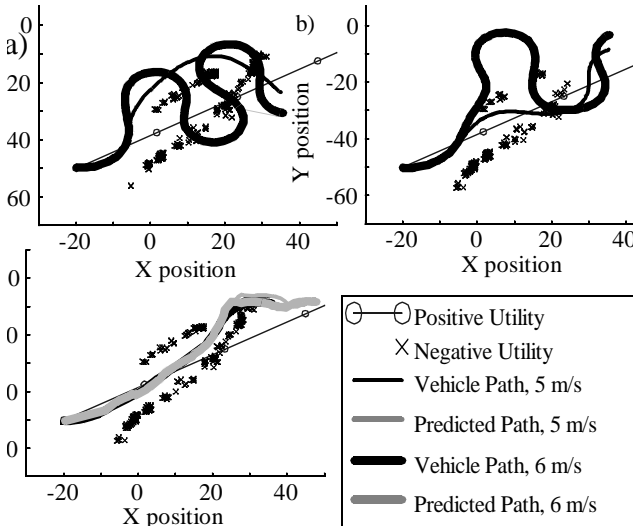 a)
0
20
40
60
-20
0
20
40
X position
b)
Y position
0
-20
-40
-60
-20
0
20
X position
0
0
0
0
-20
0
20
40
X position
Positive Utility
Negative Utility
Vehicle Path, 5 m/s
Predicted Path, 5 m/s
Vehicle Path, 6 m/s
Predicted Path, 6 m/s